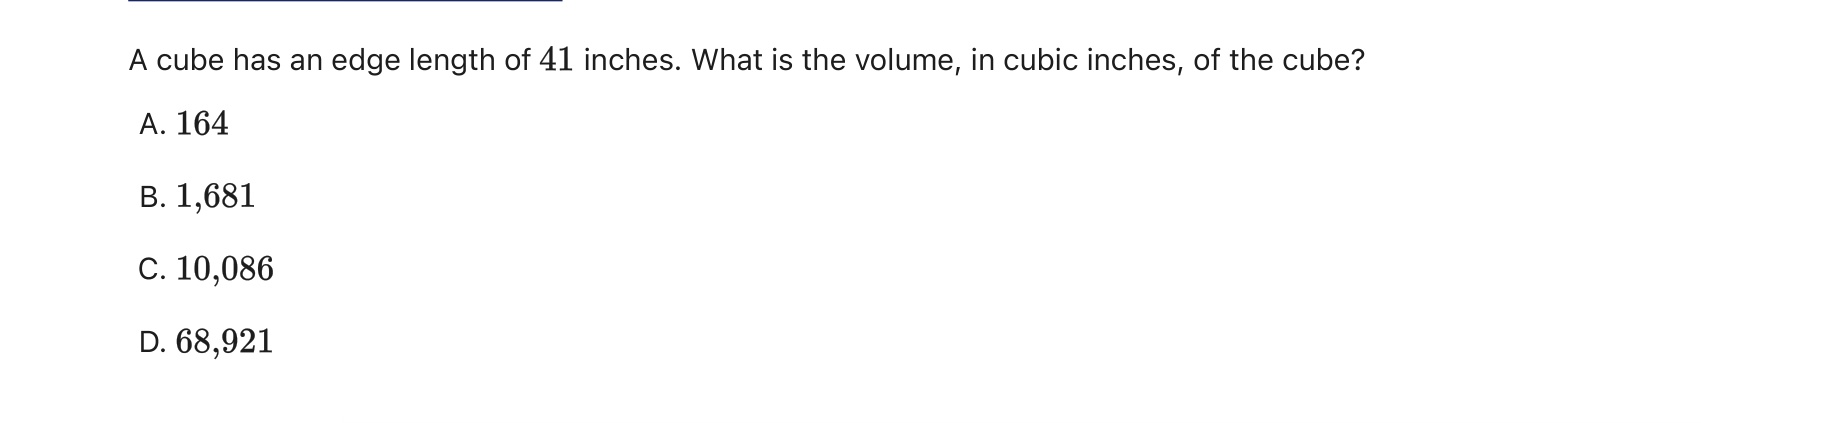 A cube has an edge length of 41 inches. What is the volume, in cubic inches, of the cube?
A. 164
B. 1,681
C. 10,086
D. 68,921